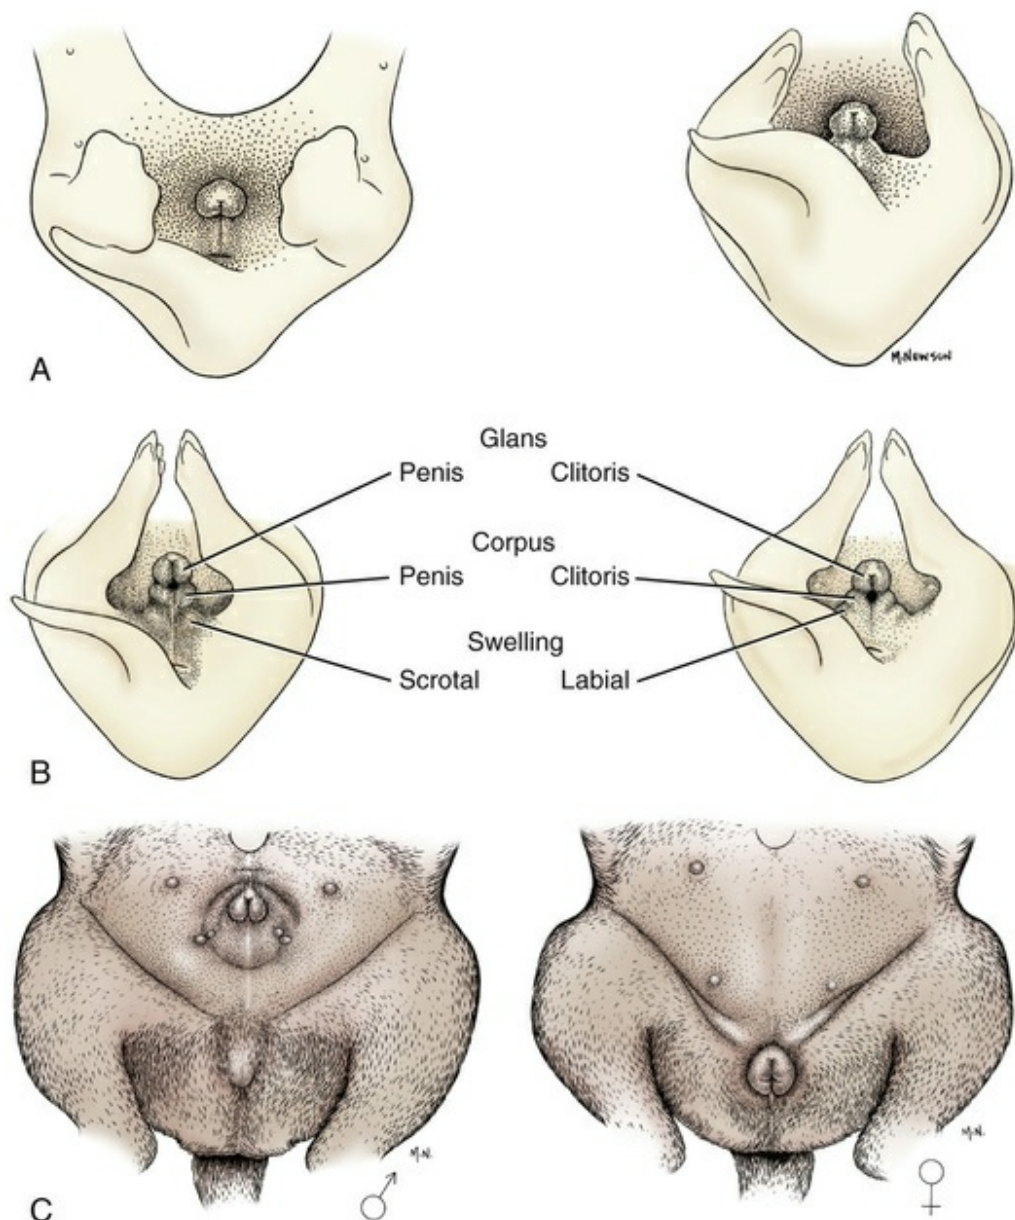 M.NEWSON
A
Glans
Penis Clitoris
Corpus
Penis Clitoris
Swelling
Scrotal Labial
B
M.N. M.N.
C ♂ ♀